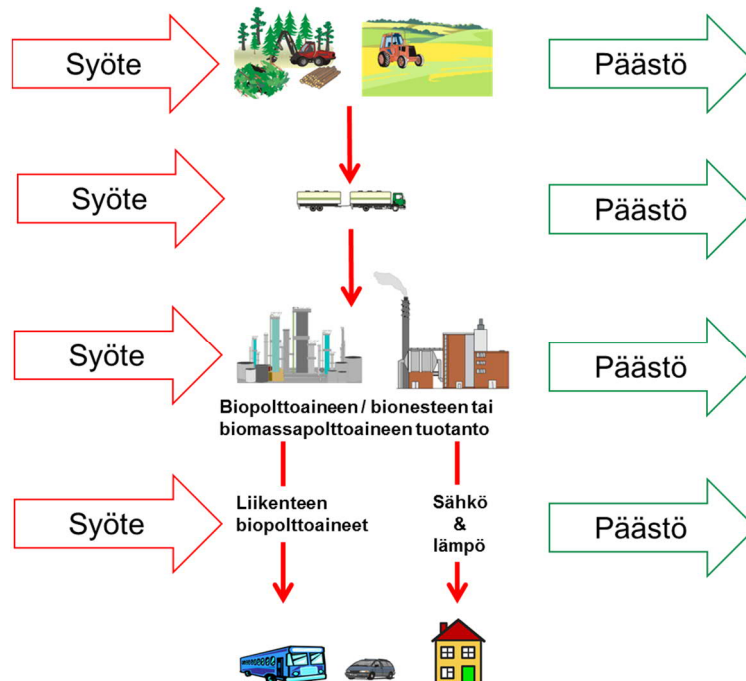 Syöte
Päästö
Syöte
Päästö
Syöte
Päästö
Biopolttoaineen / bionesteen tai
biomassapolttoaineen tuotanto
Syöte
Liikenteen
biopolttoaineet
Sähkö
&
lämpö
Päästö